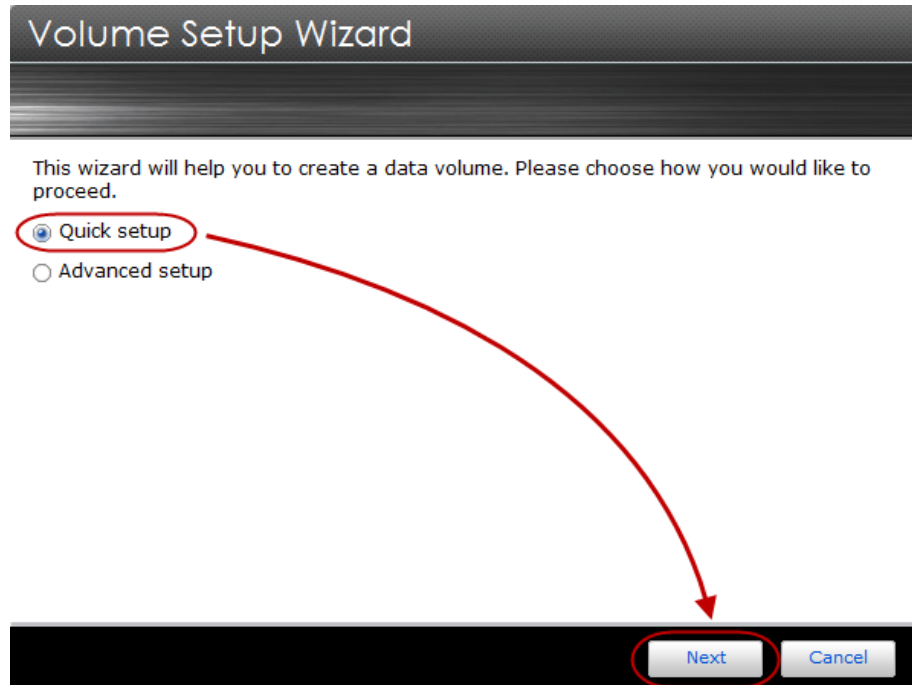 Volume Setup Wizard
This wizard will help you to create a data volume. Please choose how you would like to
proceed.
Quick setup
Advanced setup
Next
Cancel